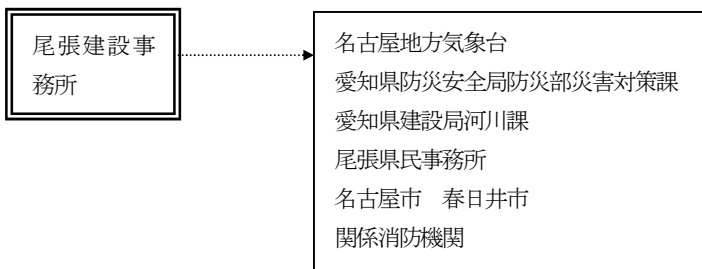 尾張建設事
務所
名古屋地方気象台
愛知県防災安全局防災部災害対策課
愛知県建設局河川課
尾張県民事務所
名古屋市　春日井市
関係消防機関